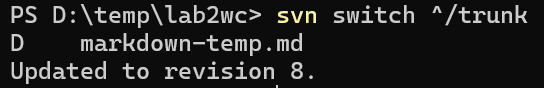 PS D:\temp\lab2wc> svn switch ^/trunk
D    markdown-temp.md
Updated to revision 8.